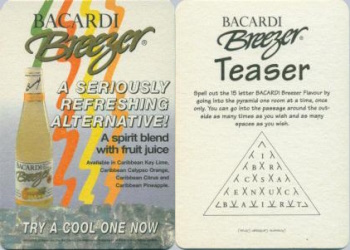 BACARDI
Breezer®
A SERIOUSLY
REFRESHING
ALTERNATIVE!
A spirit blend
with fruit juice
Available in Caribbean Key Lime,
Caribbean Calypso Orange,
Caribbean Citrus and
Caribbean Pineapple.
BACARDI
Breezer
TRY A COOL ONE NOW
BACARDI
Breezer®
Teaser
Spell out the 15 letter BACARDI Breezer Flavour by
going into the pyramid one room at a time, once
only. You can go into the passage around the out-
side as many times as you wish and as many
spaces as you wish.